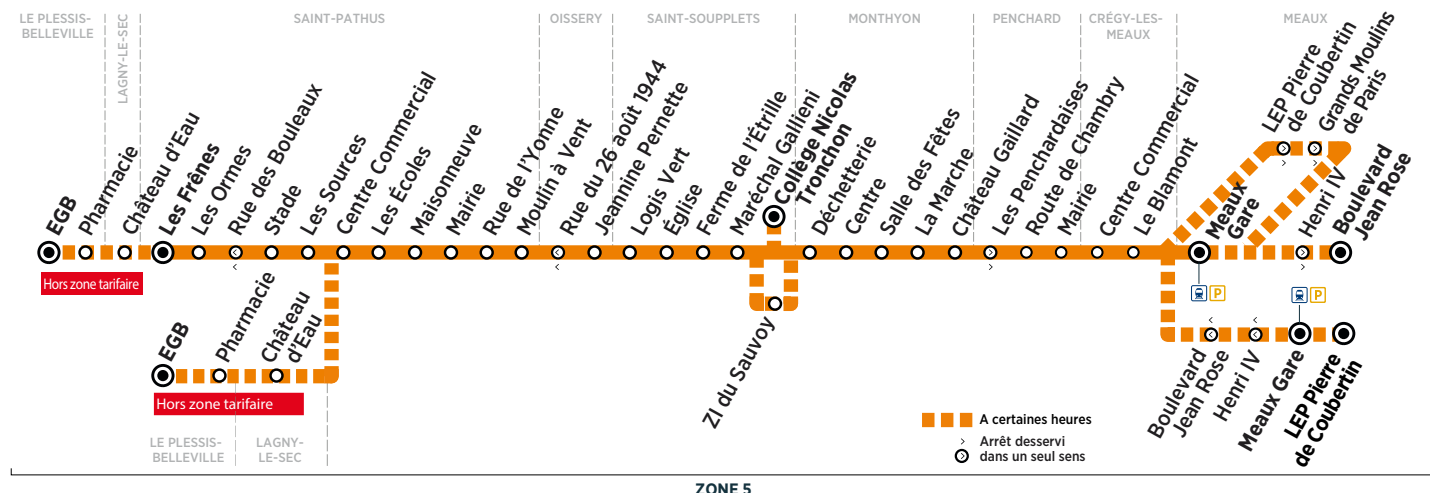 LE PLESSIS-
BELLEVILLE
LAGNY-LE-SEC
SAINT-PATHUS
OISSERY
SAINT-SOUPPLETS
MONTHYON
PENCHARD
CRÉGY-LES-
MEAUX
MEAUX
EGB
Pharmacie
Château d'Eau
Les Frênes
Les Ormes
Rue des Bouleaux
Stade
Les Sources
Centre Commercial
Les Écoles
Maisonneuve
Mairie
Rue de l'Yonne
Moulin à Vent
Rue du 26 août 1944
Jeannine Pernette
Logis Vert
Église
Ferme de l'Étrille
Maréchal Gallieni
Collège Nicolas
Tronchon
Déchetterie
Centre
Salle des Fêtes
La Marche
Château Gaillard
Les Penchardaises
Route de Chambry
Mairie
Centre Commercial
Le Blamont
Meaux
Gare
LEP Pierre
de Coubertin
Grands Moulins
de Paris
Henri IV
Boulevard
Jean Rose
Hors zone tarifaire
P
P
EGB
Pharmacie
Château
d'Eau
Hors zone tarifaire
ZI du Sauvoy
Boulevard
Jean Rose
Henri IV
Meaux Gare
LEP Pierre
de Coubertin
LE PLESSIS-
BELLEVILLE
LAGNY-
LE-SEC
A certaines heures
Arrêt desservi
dans un seul sens
ZONE 5